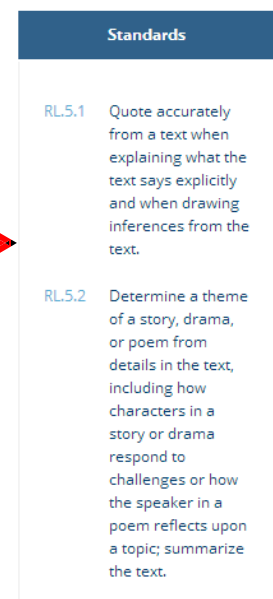 Standards
RL.5.1 Quote accurately
from a text when
explaining what the
text says explicitly
and when drawing
inferences from the
text.
RL.5.2 Determine a theme
of a story, drama,
or poem from
details in the text,
including how
characters in a
story or drama
respond to
challenges or how
the speaker in a
poem reflects upon
a topic; summarize
the text.